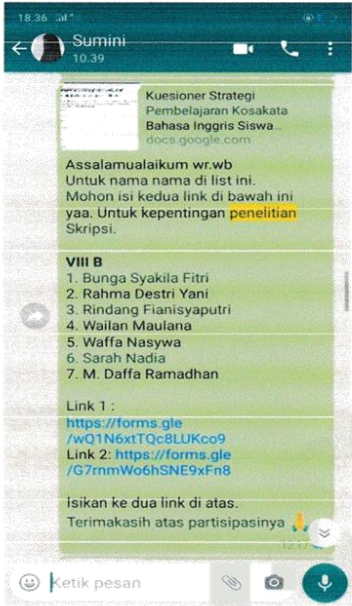 18.36
Sumini
10.39
Kuesioner Strategi
Pembelajaran Kosakata
Bahasa Inggris Siswa...
docs.google.com
Assalamualaikum wr.wb
Untuk nama nama di list ini.
Mohon isi kedua link di bawah ini
yaa. Untuk kepentingan penelitian
Skripsi.
VIII B
1. Bunga Syakila Fitri
2. Rahma Destri Yani
3. Rindang Fianisyaputri
4. Wailan Maulana
5. Waffa Nasywa
6. Sarah Nadia
7. M. Daffa Ramadhan
Link 1 :
https://forms.gle
/wQ1N6xtTQc8LUKco9
Link 2: https://forms.gle
/G7rnmWo6hSNE9xFn8
Isikan ke dua link di atas.
Terimakasih atas partisipasinya
Ketik pesan